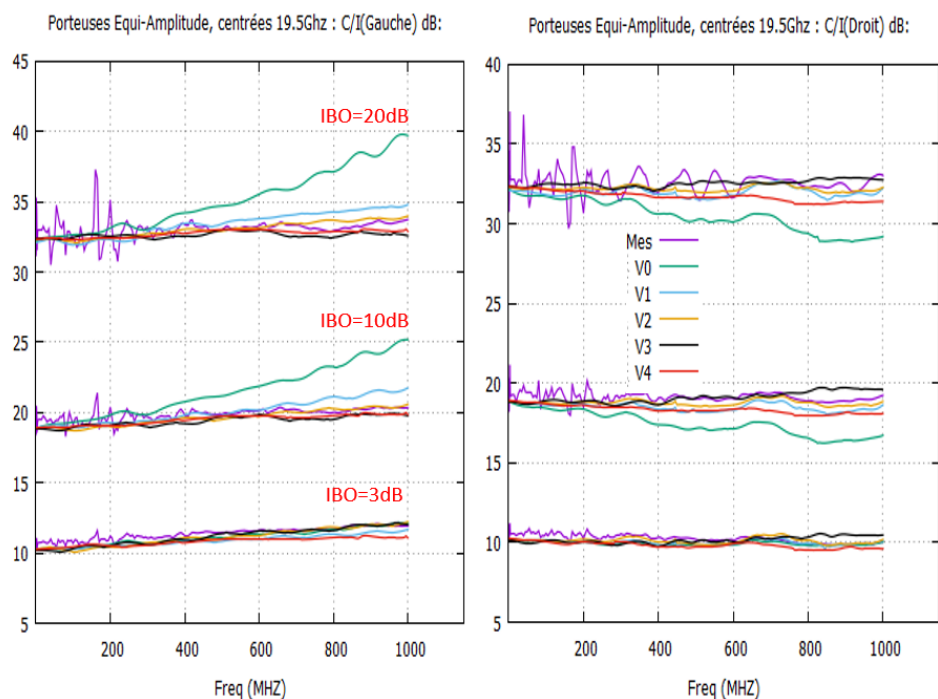 Porteuses Equi-Amplitude, centrées 19.5Ghz : C/I(Gauche) dB:
45
40
35
30
25
20
15
10
5
IBO=20dB
IBO=10dB
IBO=3dB
200
400
600
800
1000
Freq (MHZ)
Porteuses Equi-Amplitude, centrées 19.5Ghz : C/I(Droit) dB:
40
35
30
25
20
15
10
5
Mes
V0
V1
V2
V3
V4
200
400
600
800
1000
Freq (MHZ)